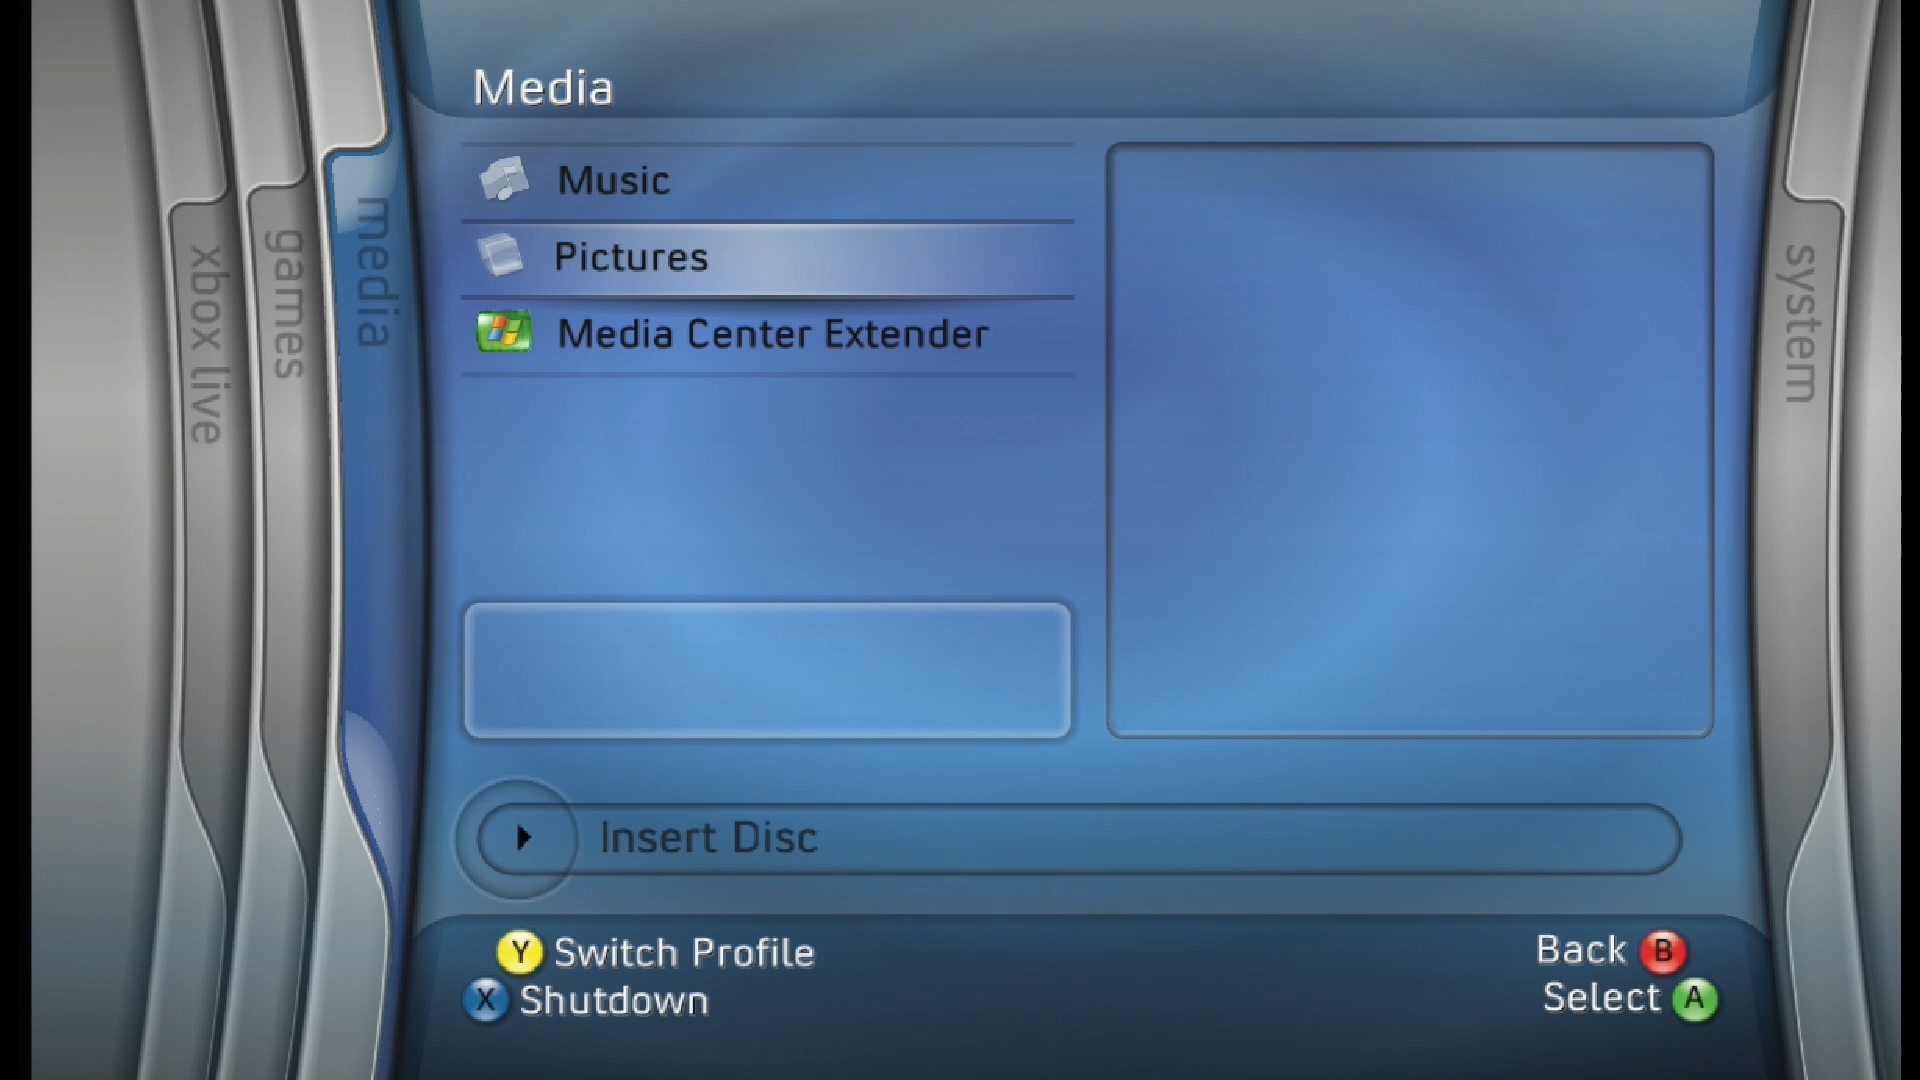 Media
Music
Pictures
Media Center Extender
xbox live
games
media
system
Insert Disc
Y Switch Profile
X Shutdown
Back B
Select A